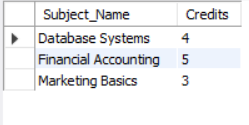 Subject_Name Credits
Database Systems 4
Financial Accounting 5
Marketing Basics 3